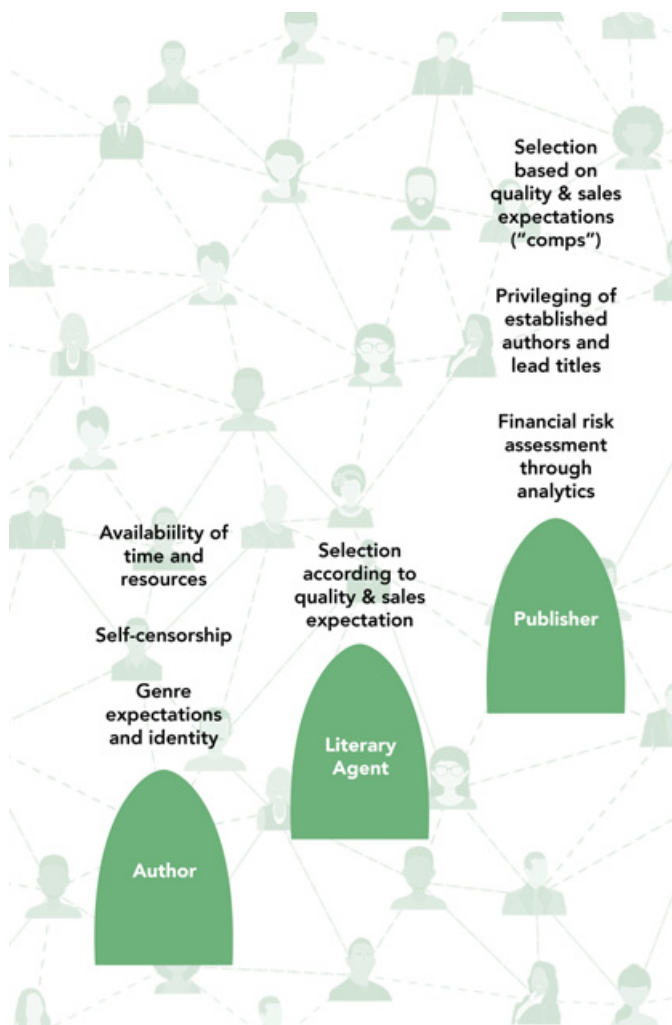 Selection
based on
quality & sales
expectations
(“comps”)
Privileging of
established
authors and
lead titles
Financial risk
assessment
through
analytics
Publisher
Selection
according to
quality & sales
expectation
Literary
Agent
Availabiility of
time and
resources
Self-censorship
Genre
expectations
and identity
Author